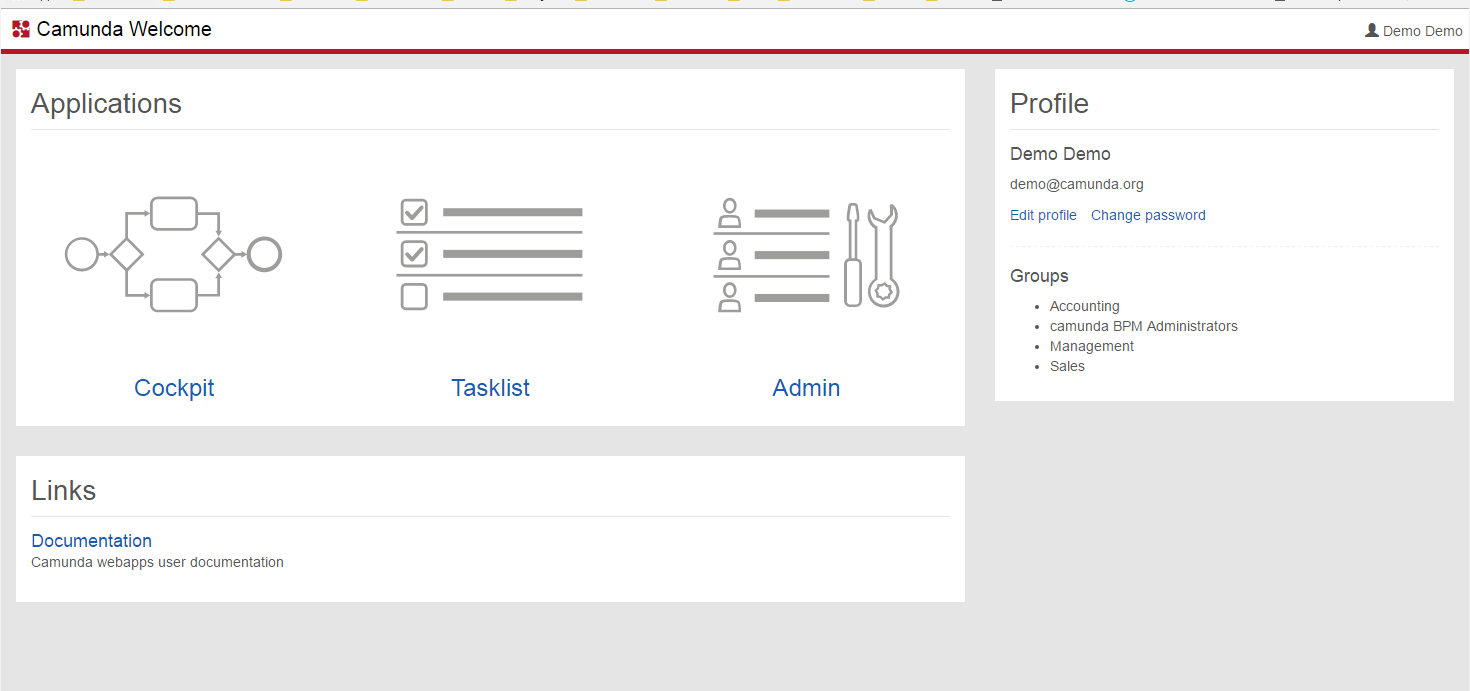 Camunda Welcome
Demo Demo
Applications
Cockpit
Tasklist
Admin
Links
Documentation
Camunda webapps user documentation
Profile
Demo Demo
demo@camunda.org
Edit profile Change password
Groups
Accounting
camunda BPM Administrators
Management
Sales